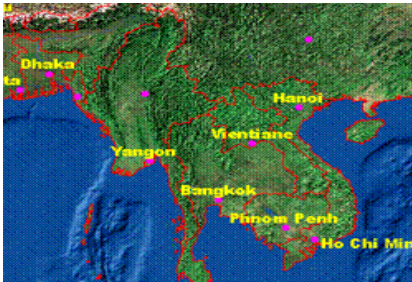 Dhaka
ta
Hanoi
Vientiane
Yangon
Bangkok
Phnom Penh
Ho Chi Min